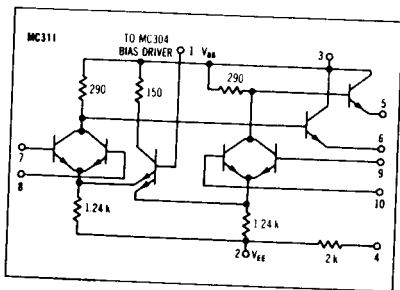 MC311
TO MC304
BIAS DRIVER
1 VBB
3
290
150
290
5
6
7
8
9
10
1.24 k
1.24 k
2 VEE
2 k
4